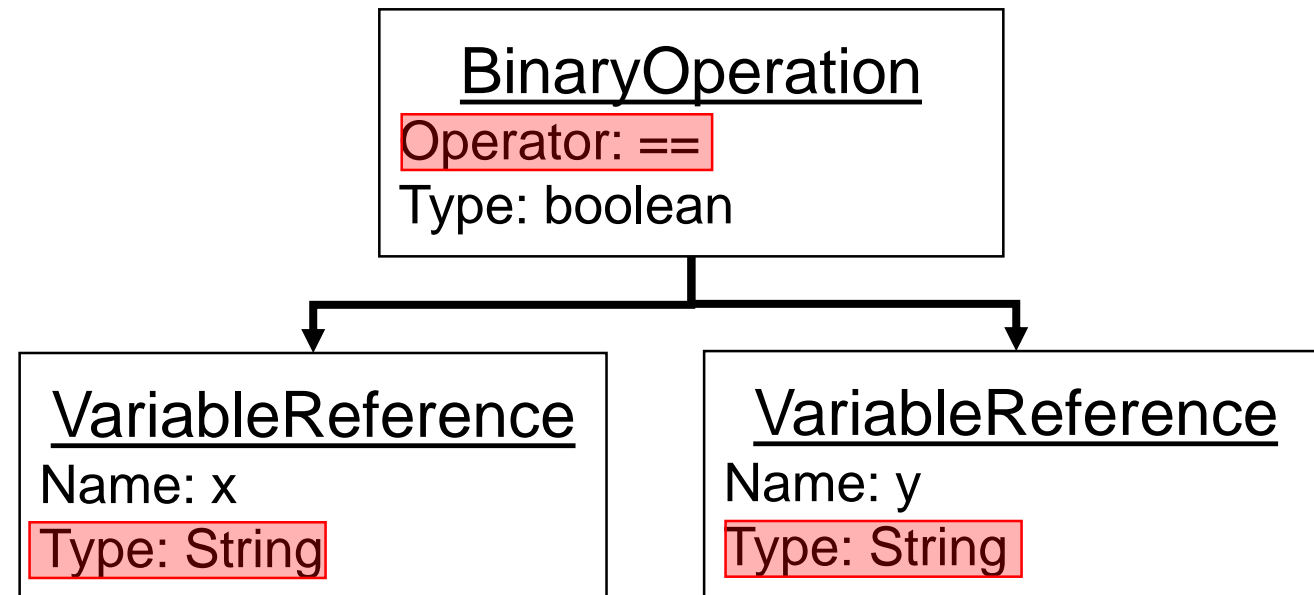 BinaryOperation
Operator: ==
Type: boolean
VariableReference
Name: x
Type: String
VariableReference
Name: y
Type: String